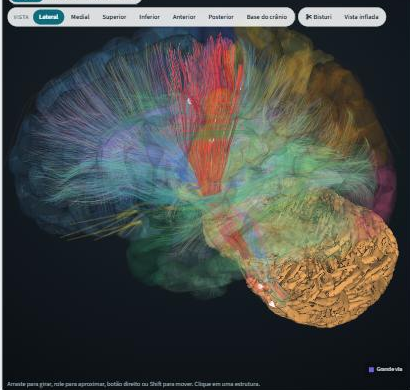 VISTA Lateral Medial Superior Inferior Anterior Posterior Base do crânio Bisturi Vista inflada
Grande via
Arraste para girar, role para aproximar, botão direito ou Shift para mover. Clique em uma estrutura.